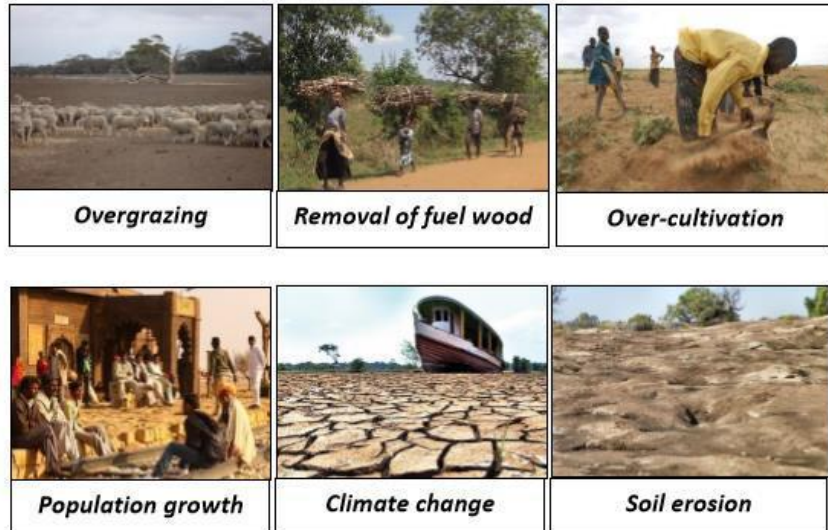 Overgrazing
Removal of fuel wood
Over-cultivation
Population growth
Climate change
Soil erosion